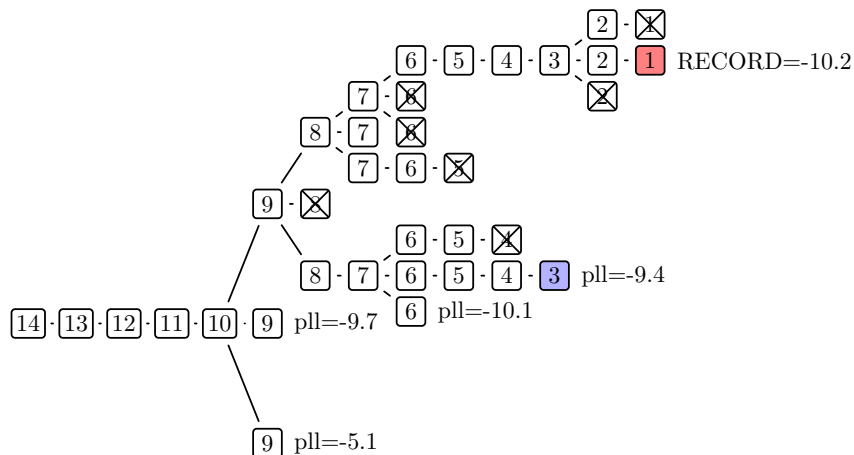 2 1
6 5 4 3 2 1 RECORD=-10.2
7 6 2
8 7 6
7 6 5
9 8
6 5 4
8 7 6 5 4 3 pll=-9.4
6 pll=-10.1
14 13 12 11 10 9 pll=-9.7
9 pll=-5.1